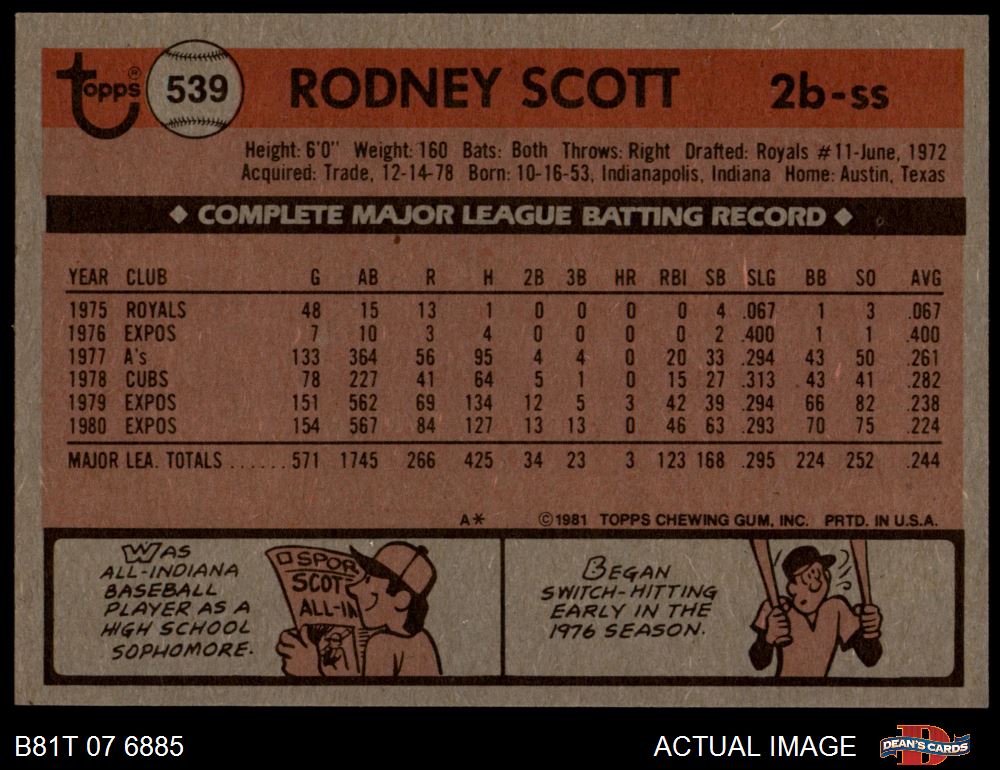 topps® 539 RODNEY SCOTT 2b-ss
Height: 6'0" Weight: 160 Bats: Both Throws: Right Drafted: Royals #11-June, 1972
Acquired: Trade, 12-14-78 Born: 10-16-53, Indianapolis, Indiana Home: Austin, Texas
◆ COMPLETE MAJOR LEAGUE BATTING RECORD ◆
YEAR CLUB G AB R H 2B 3B HR RBI SB SLG BB SO AVG
1975 ROYALS 48 15 13 1 0 0 0 0 4 .067 1 3 .067
1976 EXPOS 7 10 3 4 0 0 0 0 2 .400 1 1 .400
1977 A's 133 364 56 95 4 4 0 20 33 .294 43 50 .261
1978 CUBS 78 227 41 64 5 1 0 15 27 .313 43 41 .282
1979 EXPOS 151 562 69 134 12 5 3 42 39 .294 66 82 .238
1980 EXPOS 154 567 84 127 13 13 0 46 63 .293 70 75 .224
MAJOR LEA. TOTALS ...... 571 1745 266 425 34 23 3 123 168 .295 224 252 .244
A* ©1981 TOPPS CHEWING GUM, INC. PRTD. IN U.S.A.
WAS
ALL-INDIANA
BASEBALL
PLAYER AS A
HIGH SCHOOL
SOPHOMORE.
SPOR
SCOT
ALL-IN
BEGAN
SWITCH-HITTING
EARLY IN THE
1976 SEASON.
B81T 07 6885
ACTUAL IMAGE
DEAN'S CARDS